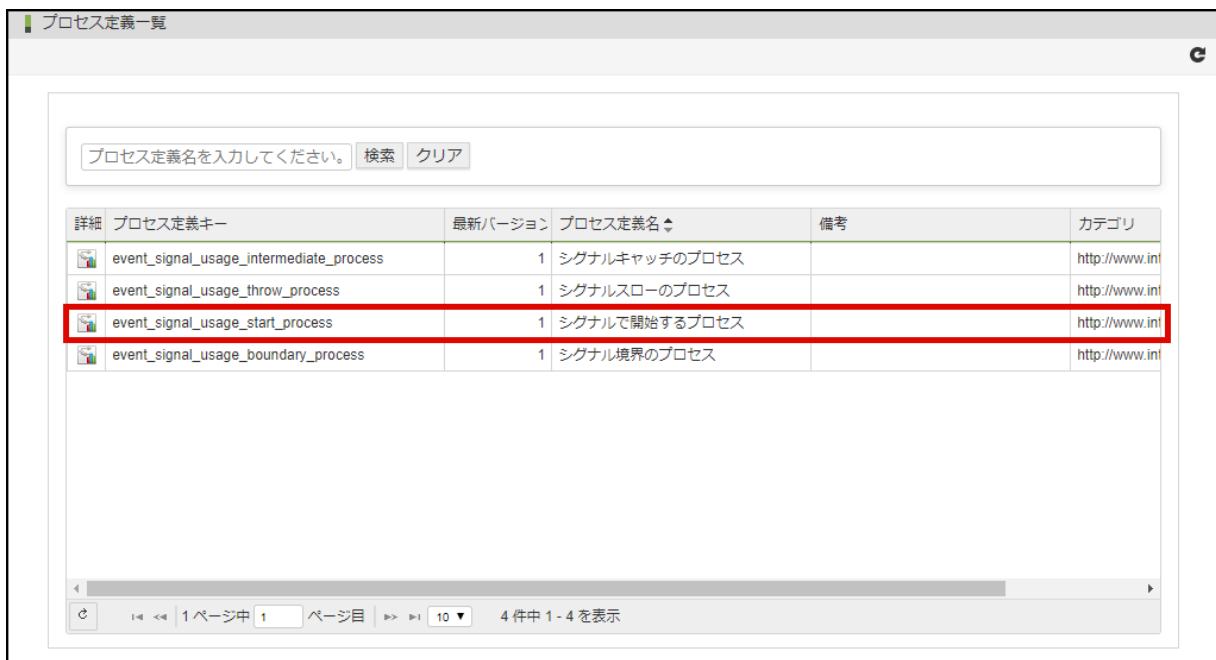 プロセス定義一覧
プロセス定義名を入力してください。 検索 クリア
詳細 プロセス定義キー 最新バージョン プロセス定義名 備考 カテゴリ
event_signal_usage_intermediate_process 1 シグナルキャッチのプロセス http://www.int
event_signal_usage_throw_process 1 シグナルスローのプロセス http://www.int
event_signal_usage_start_process 1 シグナルで開始するプロセス http://www.int
event_signal_usage_boundary_process 1 シグナル境界のプロセス http://www.int
1 ページ中 1 ページ目 10 4 件中 1 - 4 を表示